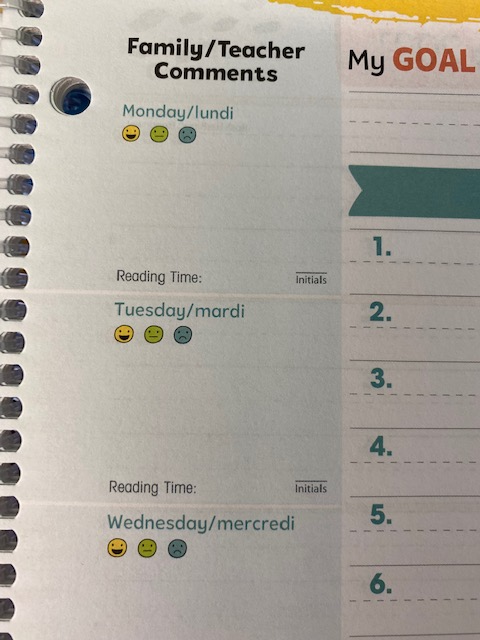 Family/Teacher
Comments
Monday/lundi
Reading Time:
Initials
Tuesday/mardi
Reading Time:
Initials
Wednesday/mercredi
My GOAL
1.
2.
3.
4.
5.
6.